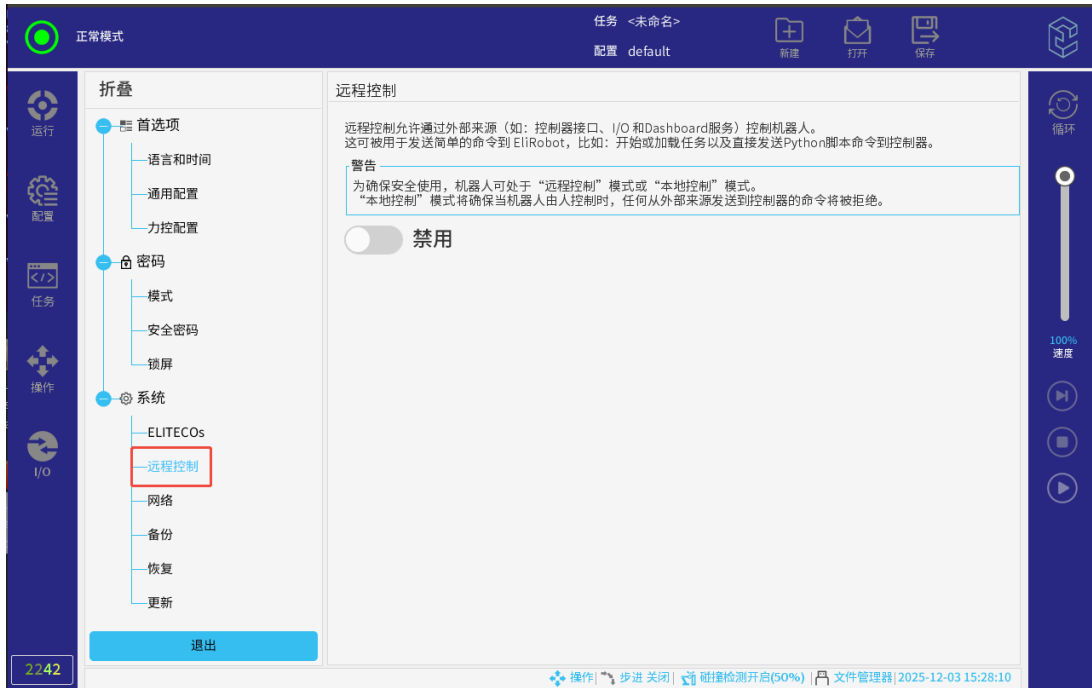 正常模式
任务 <未命名>
配置 default
新建
打开
保存
运行
配置
任务
操作
I/O
2242
折叠
首选项
语言和时间
通用配置
力控配置
密码
模式
安全密码
锁屏
系统
ELITECOs
远程控制
网络
备份
恢复
更新
退出
远程控制
远程控制允许通过外部来源（如：控制器接口、I/O 和Dashboard服务）控制机器人。
这可被用于发送简单的命令到 EliRobot，比如：开始或加载任务以及直接发送Python脚本命令到控制器。
警告
为确保安全使用，机器人可处于“远程控制”模式或“本地控制”模式。
“本地控制”模式将确保当机器人由人控制时，任何从外部来源发送到控制器的命令将被拒绝。
禁用
循环
100%
速度
操作| 步进 关闭| 碰撞检测开启(50%) | 文件管理器| 2025-12-03 15:28:10